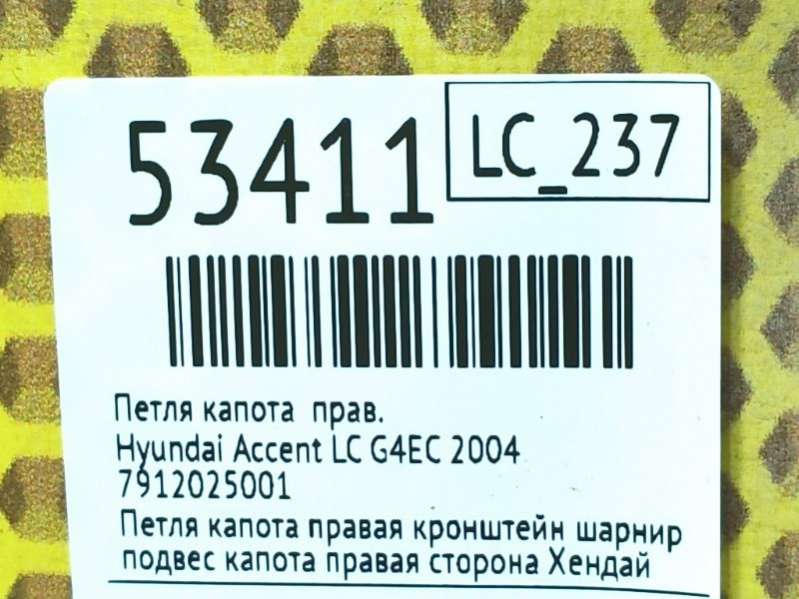 53411
LC_237
Петля капота прав.
Hyundai Accent LC G4EC 2004
7912025001
Петля капота правая кронштейн шарнир
подвес капота правая сторона Хендай